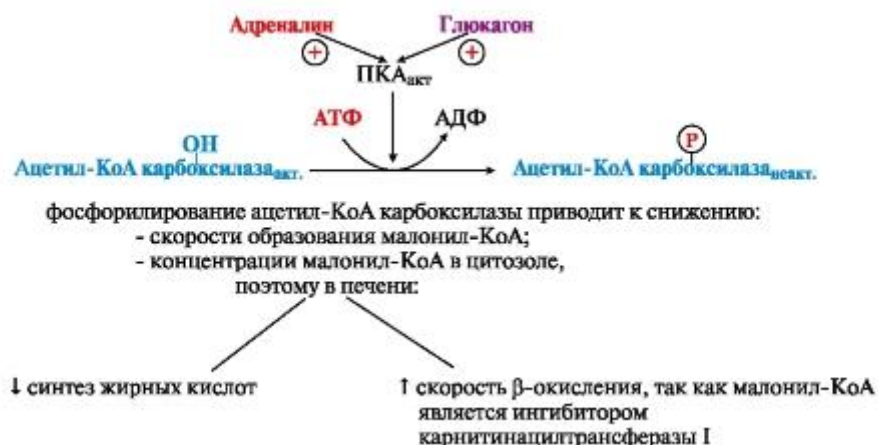 Адреналин Глюкагон
+ +
ПКАакт
АТФ АДФ
OH P
Ацетил-КоА карбоксилазаакт. Ацетил-КоА карбоксилазанеакт.
фосфорилирование ацетил-КоА карбоксилазы приводит к снижению:
- скорости образования малонил-КоА;
- концентрации малонил-КоА в цитозоле,
поэтому в печени:
↓ синтез жирных кислот ↑ скорость β-окисления, так как малонил-КоА
является ингибитором
карнитинацилтрансферазы I